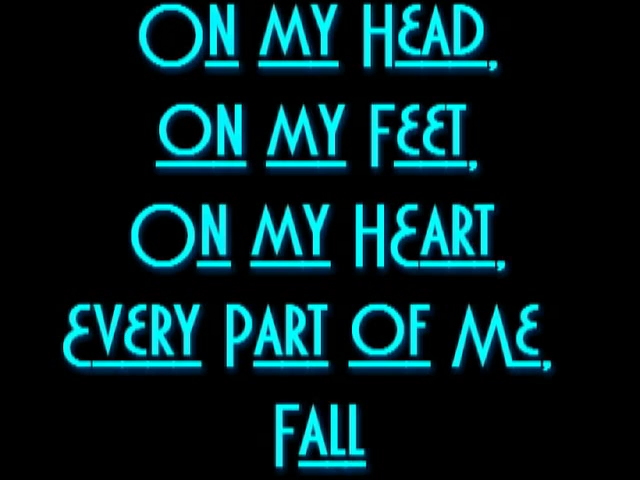 On my Head,
on my Feet,
On my Heart,
Every Part of Me,
Fall